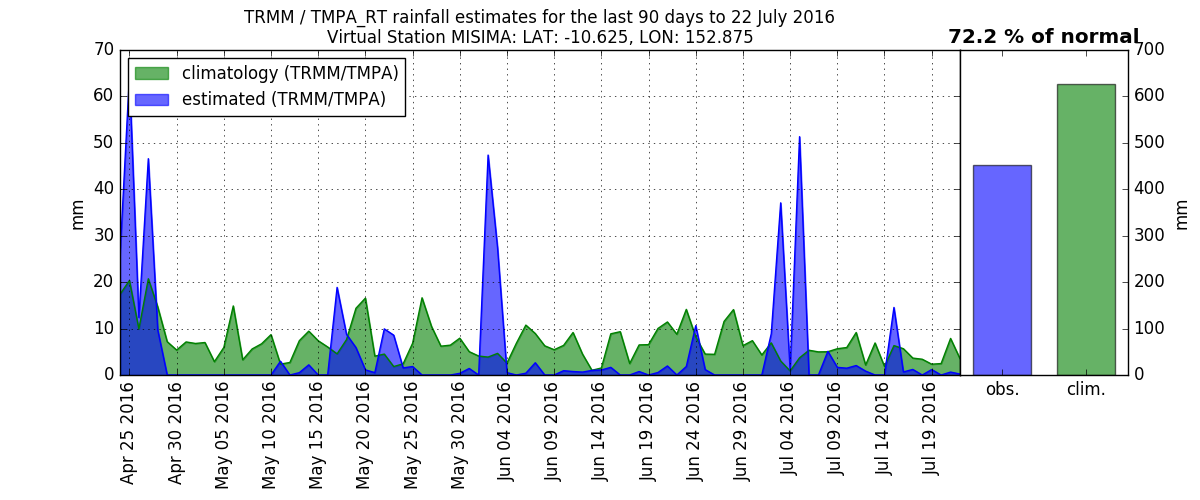 TRMM / TMPA_RT rainfall estimates for the last 90 days to 22 July 2016
Virtual Station MISIMA: LAT: -10.625, LON: 152.875
72.2 % of normal
climatology (TRMM/TMPA)
estimated (TRMM/TMPA)
mm
70
60
50
40
30
20
10
0
Apr 25 2016
Apr 30 2016
May 05 2016
May 10 2016
May 15 2016
May 20 2016
May 25 2016
May 30 2016
Jun 04 2016
Jun 09 2016
Jun 14 2016
Jun 19 2016
Jun 24 2016
Jun 29 2016
Jul 04 2016
Jul 09 2016
Jul 14 2016
Jul 19 2016
obs.
clim.
700
600
500
400
300
200
100
0
mm